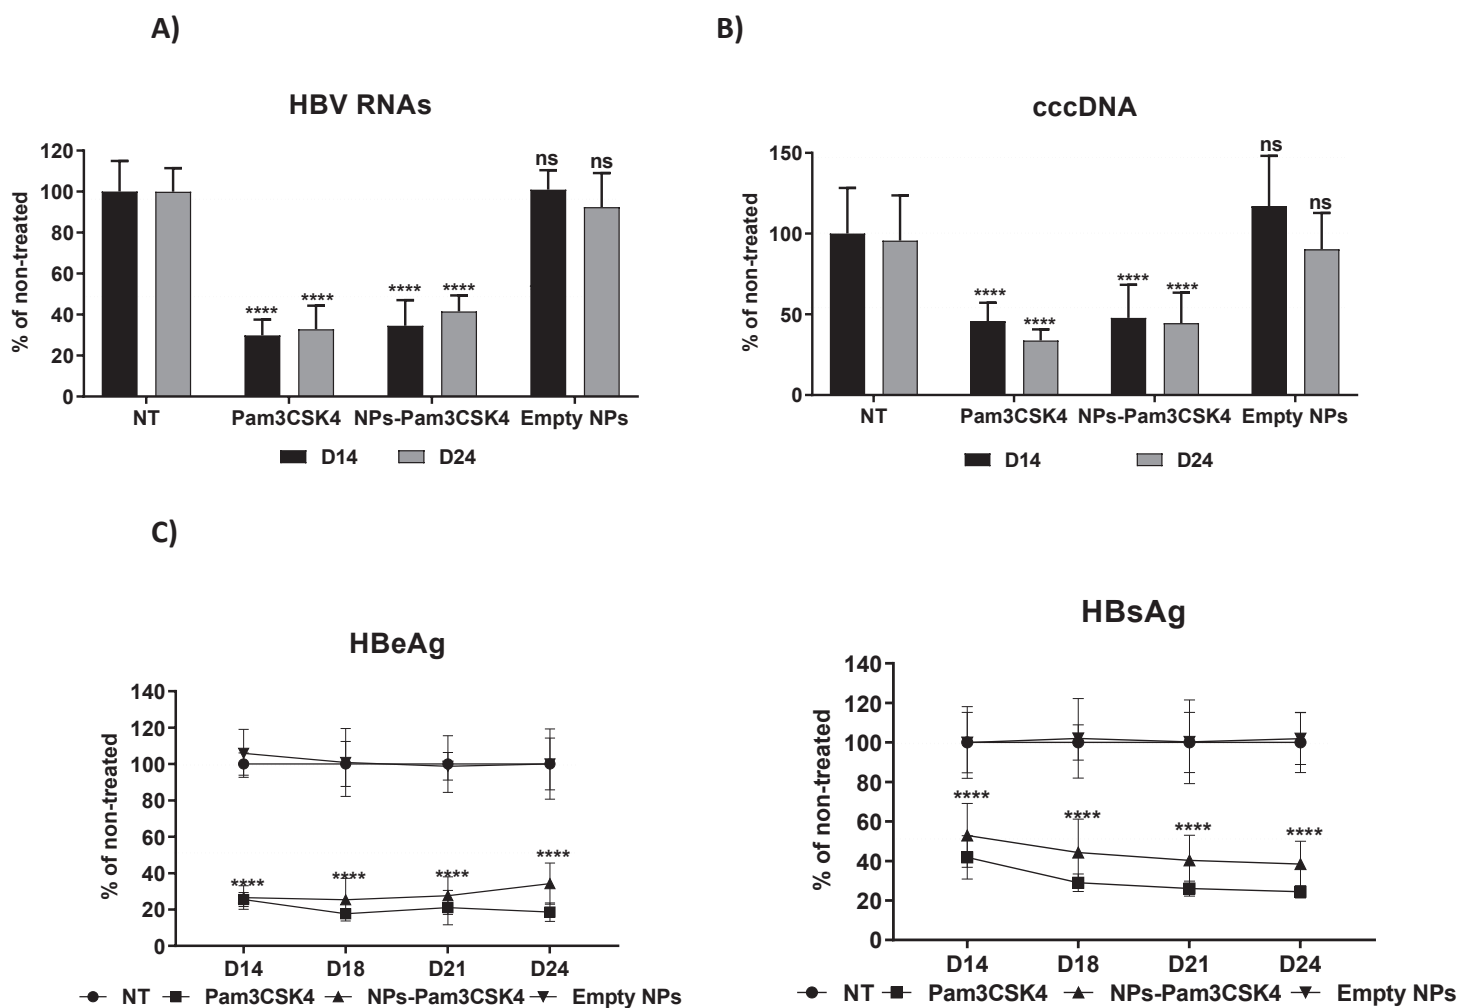 A)
HBV RNAs
% of non-treated
120
100
80
60
40
20
0
ns
ns
****
****
****
****
NT
Pam3CSK4
NPs-Pam3CSK4
Empty NPs
D14
D24
B)
cccDNA
% of non-treated
150
100
50
0
ns
ns
****
****
****
****
NT
Pam3CSK4
NPs-Pam3CSK4
Empty NPs
D14
D24
C)
HBeAg
% of non-treated
140
120
100
80
60
40
20
0
****
****
****
****
D14
D18
D21
D24
NT
Pam3CSK4
NPs-Pam3CSK4
Empty NPs
HBsAg
% of non-treated
140
120
100
80
60
40
20
0
****
****
****
****
D14
D18
D21
D24
NT
Pam3CSK4
NPs-Pam3CSK4
Empty NPs